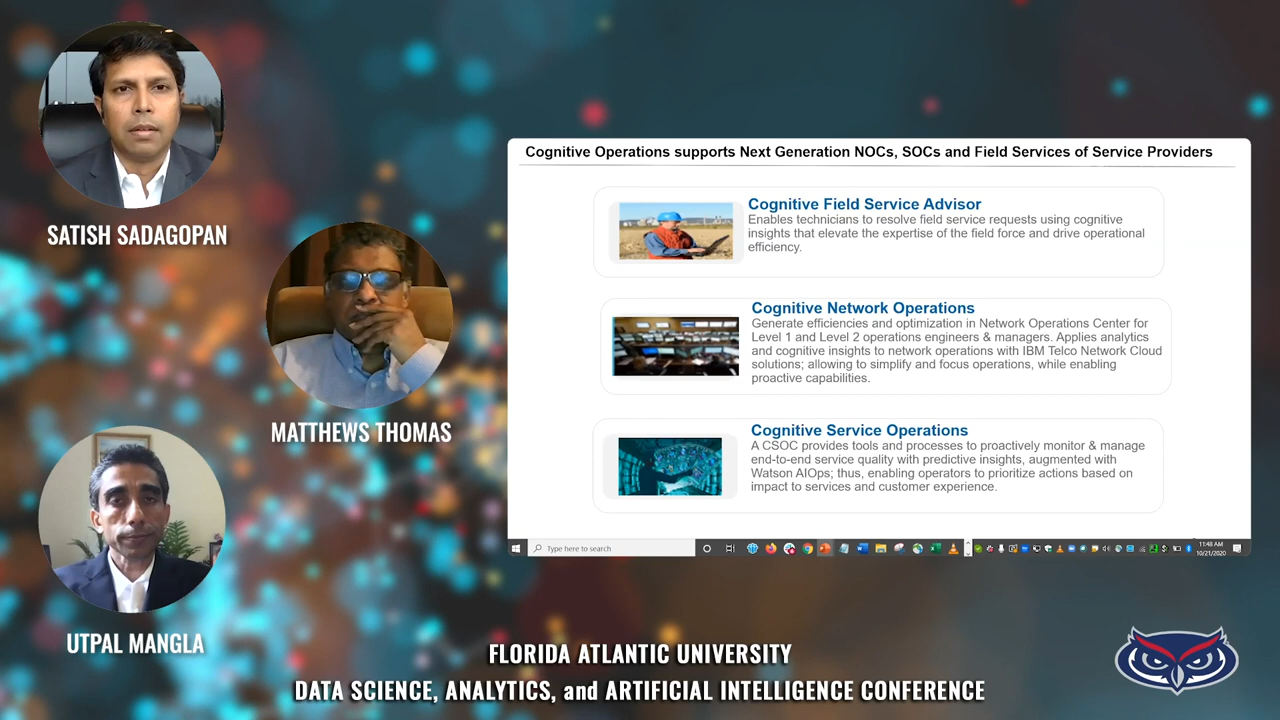 SATISH SADAGOPAN
MATTHEWS THOMAS
UTPAL MANGLA
Cognitive Operations supports Next Generation NOCs, SOCs and Field Services of Service Providers
Cognitive Field Service Advisor
Enables technicians to resolve field service requests using cognitive
insights that elevate the expertise of the field force and drive operational
efficiency.
Cognitive Network Operations
Generate efficiencies and optimization in Network Operations Center for
Level 1 and Level 2 operations engineers & managers. Applies analytics
and cognitive insights to network operations with IBM Telco Network Cloud
solutions; allowing to simplify and focus operations, while enabling
proactive capabilities.
Cognitive Service Operations
A CSOC provides tools and processes to proactively monitor & manage
end-to-end service quality with predictive insights, augmented with
Watson AIOps; thus, enabling operators to prioritize actions based on
impact to services and customer experience.
Type here to search
11:48 AM
10/21/2020
FLORIDA ATLANTIC UNIVERSITY
DATA SCIENCE, ANALYTICS, and ARTIFICIAL INTELLIGENCE CONFERENCE